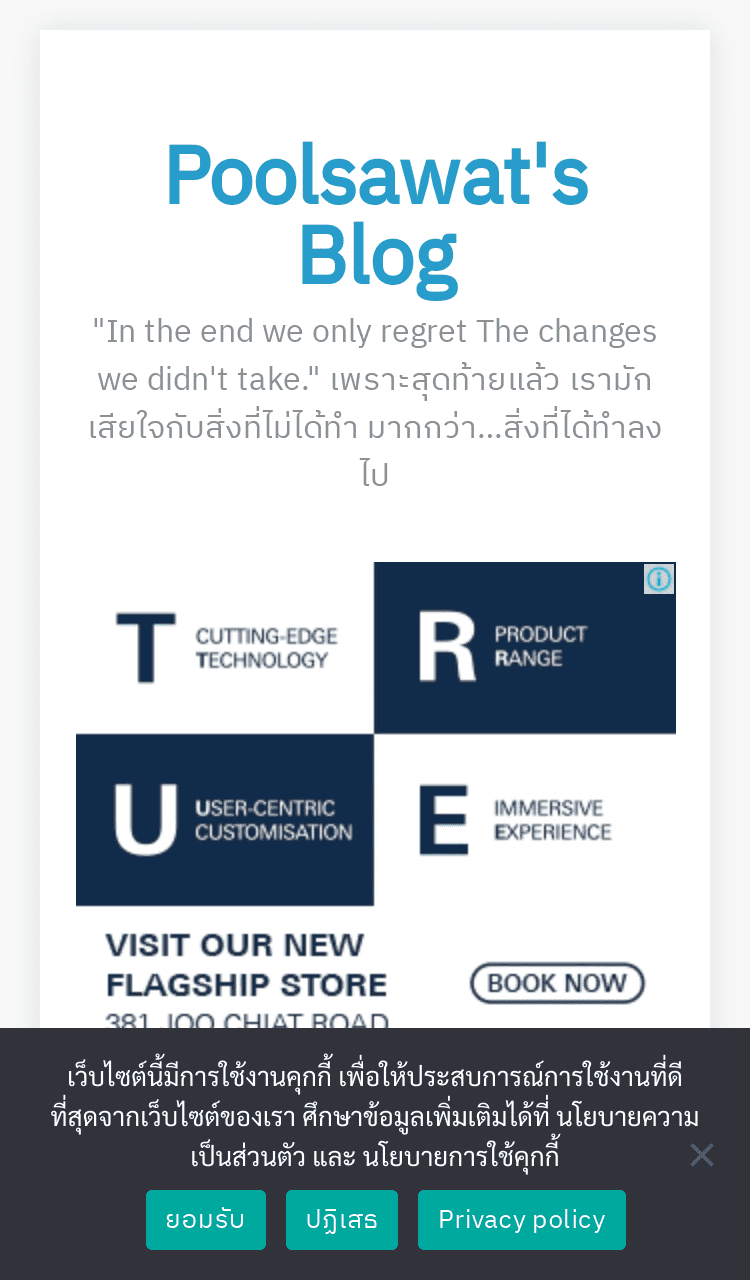 Poolsawat's
Blog
"In the end we only regret The changes
we didn't take." เพราะสุดท้ายแล้ว เรามัก
เสียใจกับสิ่งที่ไม่ได้ทำ มากกว่า...สิ่งที่ได้ทำลง
ไป
T CUTTING-EDGE
TECHNOLOGY
R PRODUCT
RANGE
U USER-CENTRIC
CUSTOMISATION
E IMMERSIVE
EXPERIENCE
VISIT OUR NEW
FLAGSHIP STORE
BOOK NOW
381 JOO CHIAT ROAD
เว็บไซต์นี้มีการใช้งานคุกกี้ เพื่อให้ประสบการณ์การใช้งานที่ดี
ที่สุดจากเว็บไซต์ของเรา ศึกษาข้อมูลเพิ่มเติมได้ที่ นโยบายความ
เป็นส่วนตัว และ นโยบายการใช้คุกกี้
ยอมรับ
ปฏิเสธ
Privacy policy